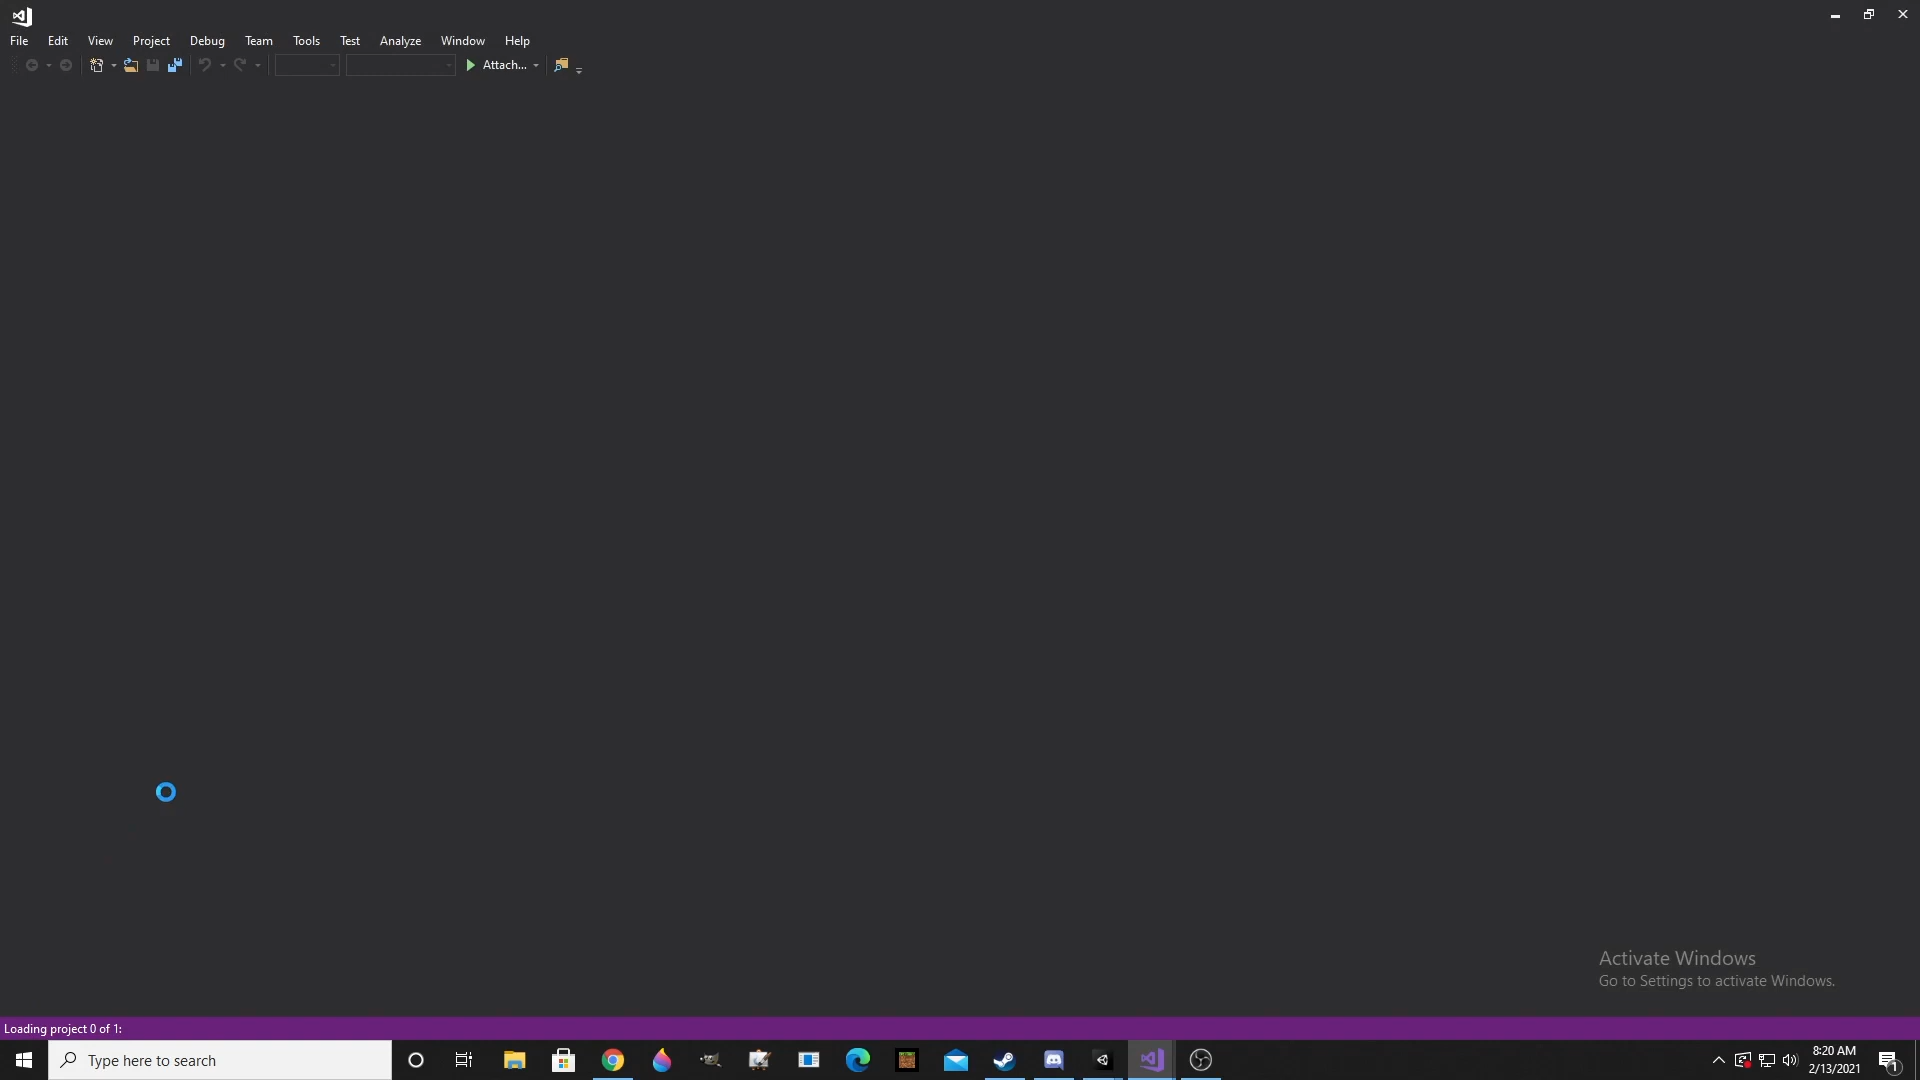 File Edit View Project Debug Team Tools Test Analyze Window Help
Attach...
Activate Windows
Go to Settings to activate Windows.
Loading project 0 of 1:
Type here to search
8:20 AM
2/13/2021
1